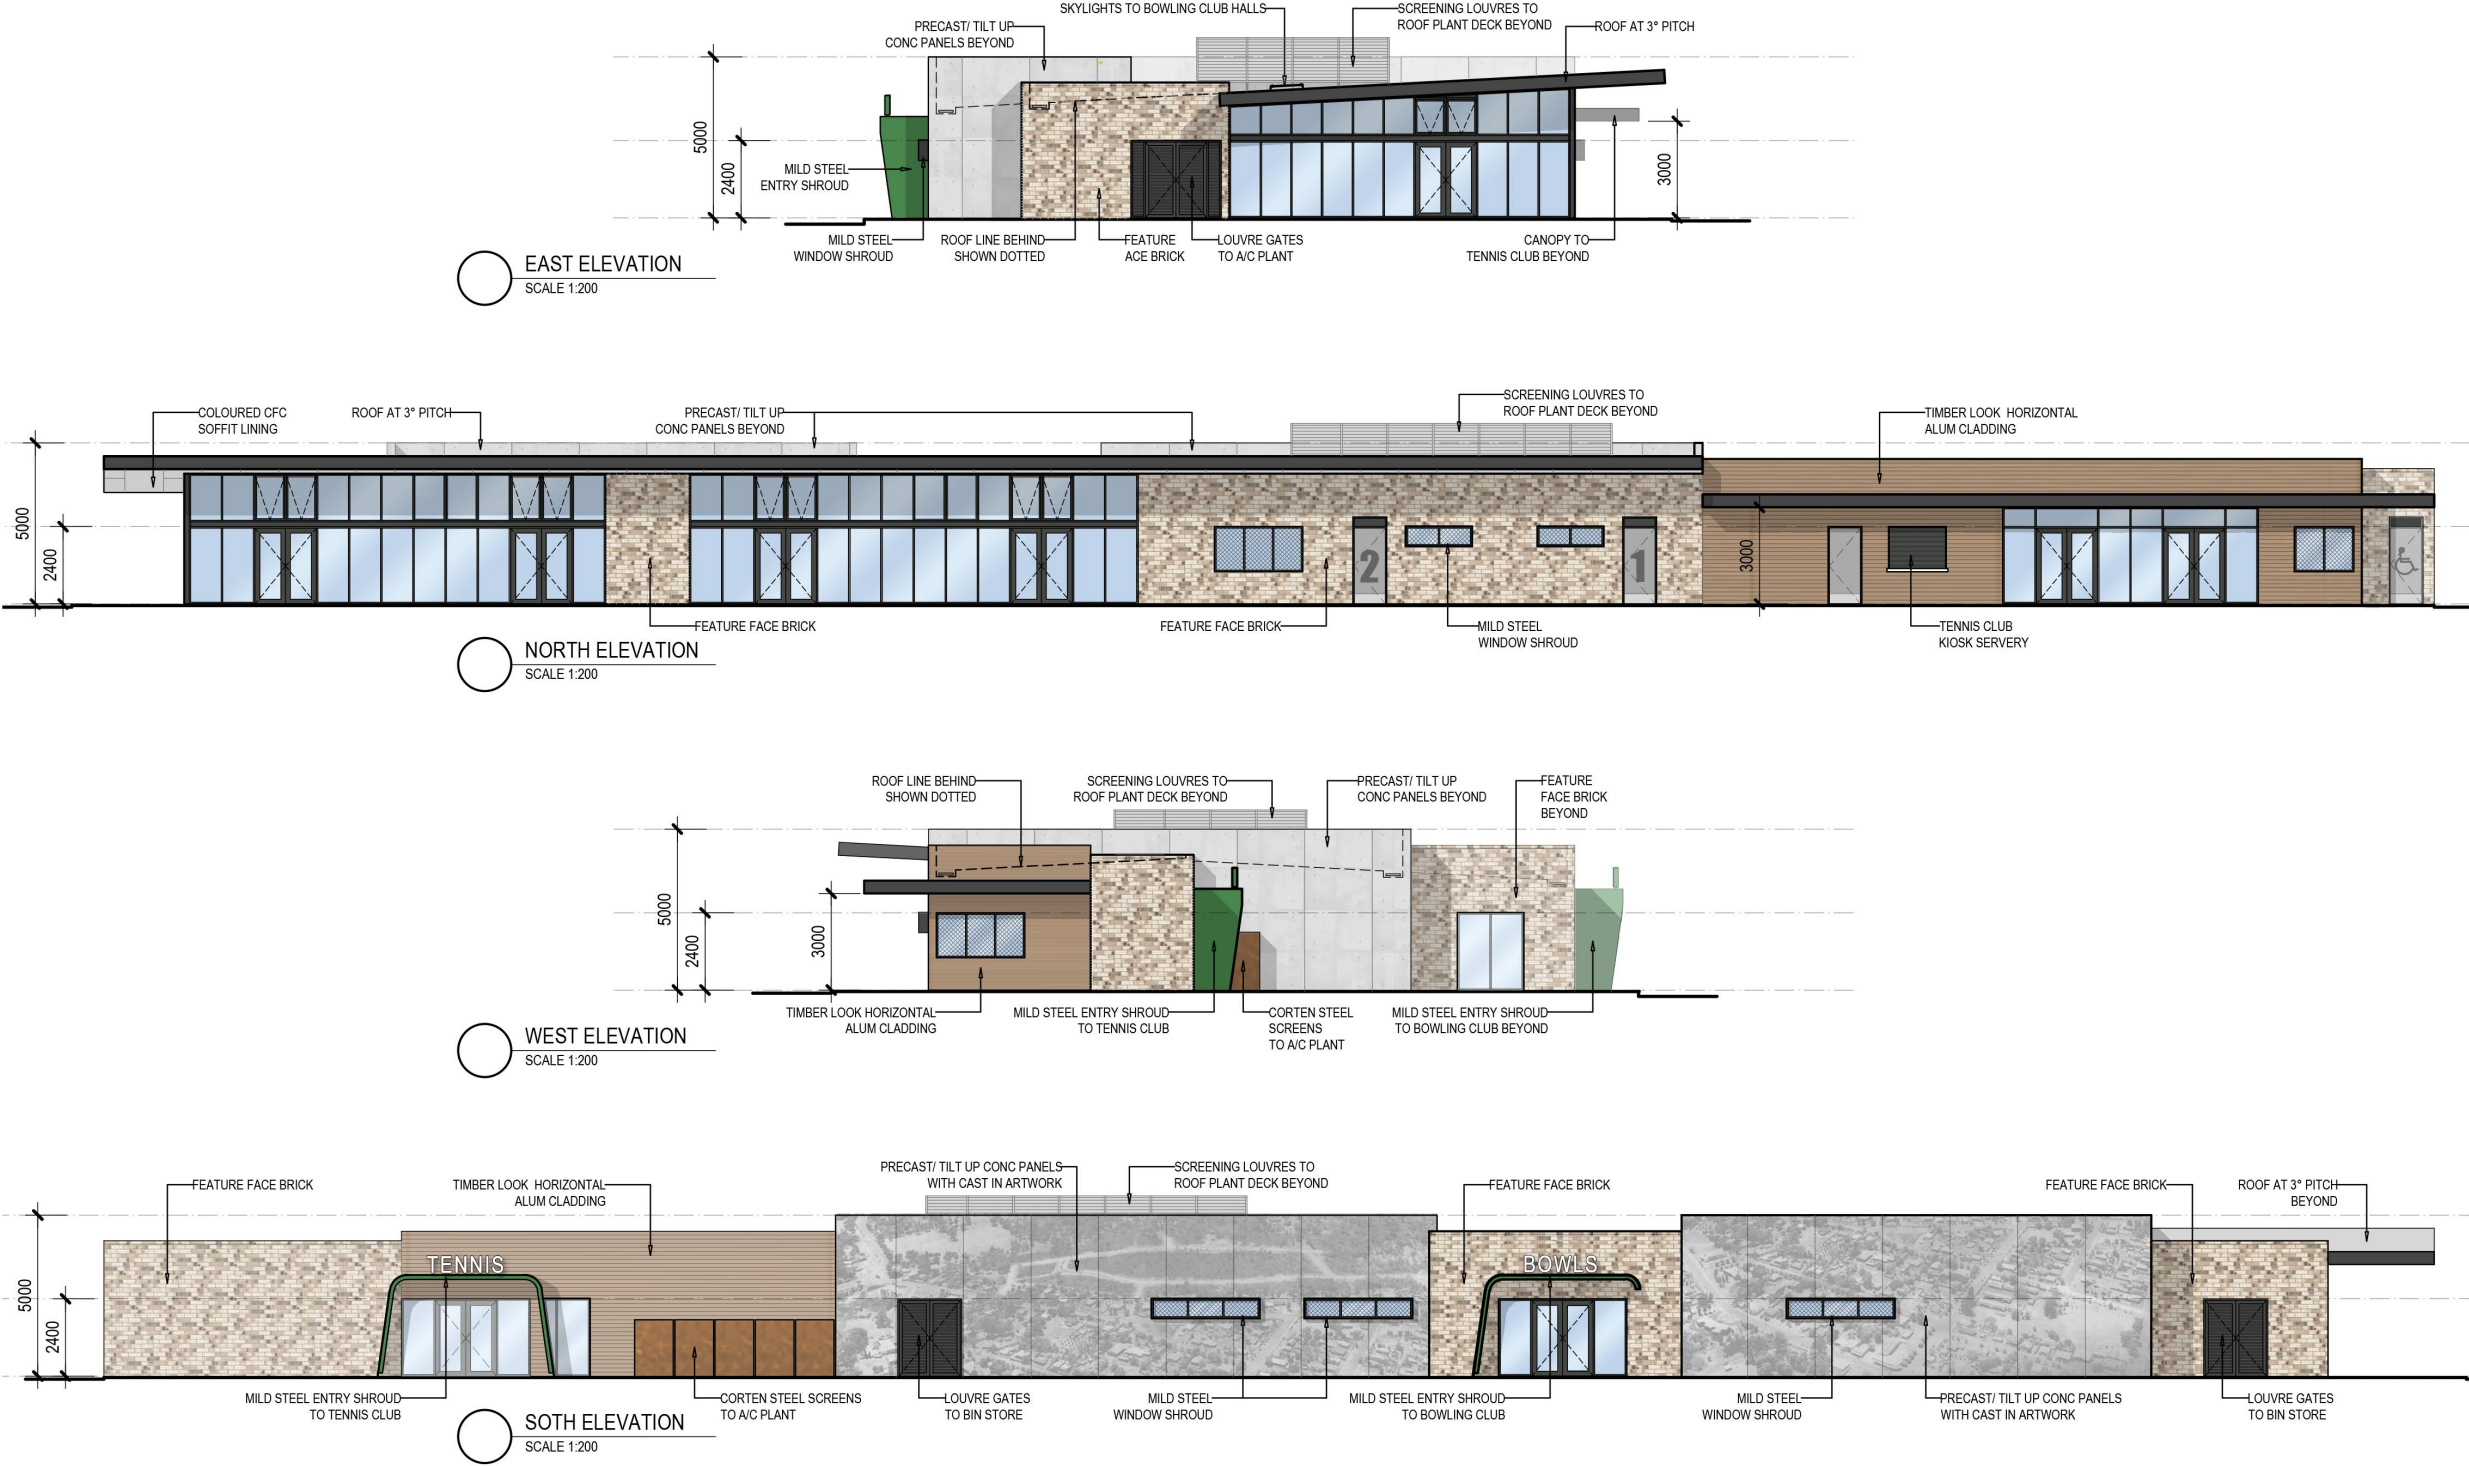 SKYLIGHTS TO BOWLING CLUB HALLS
SCREENING LOUVRES TO
ROOF PLANT DECK BEYOND
PRECAST/ TILT UP
CONC PANELS BEYOND
ROOF AT 3° PITCH
5000
2400
3000
MILD STEEL
ENTRY SHROUD
MILD STEEL
WINDOW SHROUD
ROOF LINE BEHIND
SHOWN DOTTED
FEATURE
ACE BRICK
LOUVRE GATES
TO A/C PLANT
CANOPY TO
TENNIS CLUB BEYOND
EAST ELEVATION
SCALE 1:200
COLOURED CFC
SOFFIT LINING
ROOF AT 3° PITCH
PRECAST/ TILT UP
CONC PANELS BEYOND
SCREENING LOUVRES TO
ROOF PLANT DECK BEYOND
TIMBER LOOK HORIZONTAL
ALUM CLADDING
5000
2400
2
1
3000
FEATURE FACE BRICK
FEATURE FACE BRICK
MILD STEEL
WINDOW SHROUD
TENNIS CLUB
KIOSK SERVERY
NORTH ELEVATION
SCALE 1:200
ROOF LINE BEHIND
SHOWN DOTTED
SCREENING LOUVRES TO
ROOF PLANT DECK BEYOND
PRECAST/ TILT UP
CONC PANELS BEYOND
FEATURE
FACE BRICK
BEYOND
5000
2400
3000
TIMBER LOOK HORIZONTAL
ALUM CLADDING
MILD STEEL ENTRY SHROUD
TO TENNIS CLUB
CORTEN STEEL
SCREENS
TO A/C PLANT
MILD STEEL ENTRY SHROUD
TO BOWLING CLUB BEYOND
WEST ELEVATION
SCALE 1:200
FEATURE FACE BRICK
TIMBER LOOK HORIZONTAL
ALUM CLADDING
PRECAST/ TILT UP CONC PANELS
WITH CAST IN ARTWORK
SCREENING LOUVRES TO
ROOF PLANT DECK BEYOND
FEATURE FACE BRICK
FEATURE FACE BRICK
ROOF AT 3° PITCH
BEYOND
5000
2400
TENNIS
BOWLS
MILD STEEL ENTRY SHROUD
TO TENNIS CLUB
CORTEN STEEL SCREENS
TO A/C PLANT
LOUVRE GATES
TO BIN STORE
MILD STEEL
WINDOW SHROUD
MILD STEEL ENTRY SHROUD
TO BOWLING CLUB
MILD STEEL
WINDOW SHROUD
PRECAST/ TILT UP CONC PANELS
WITH CAST IN ARTWORK
LOUVRE GATES
TO BIN STORE
SOTH ELEVATION
SCALE 1:200